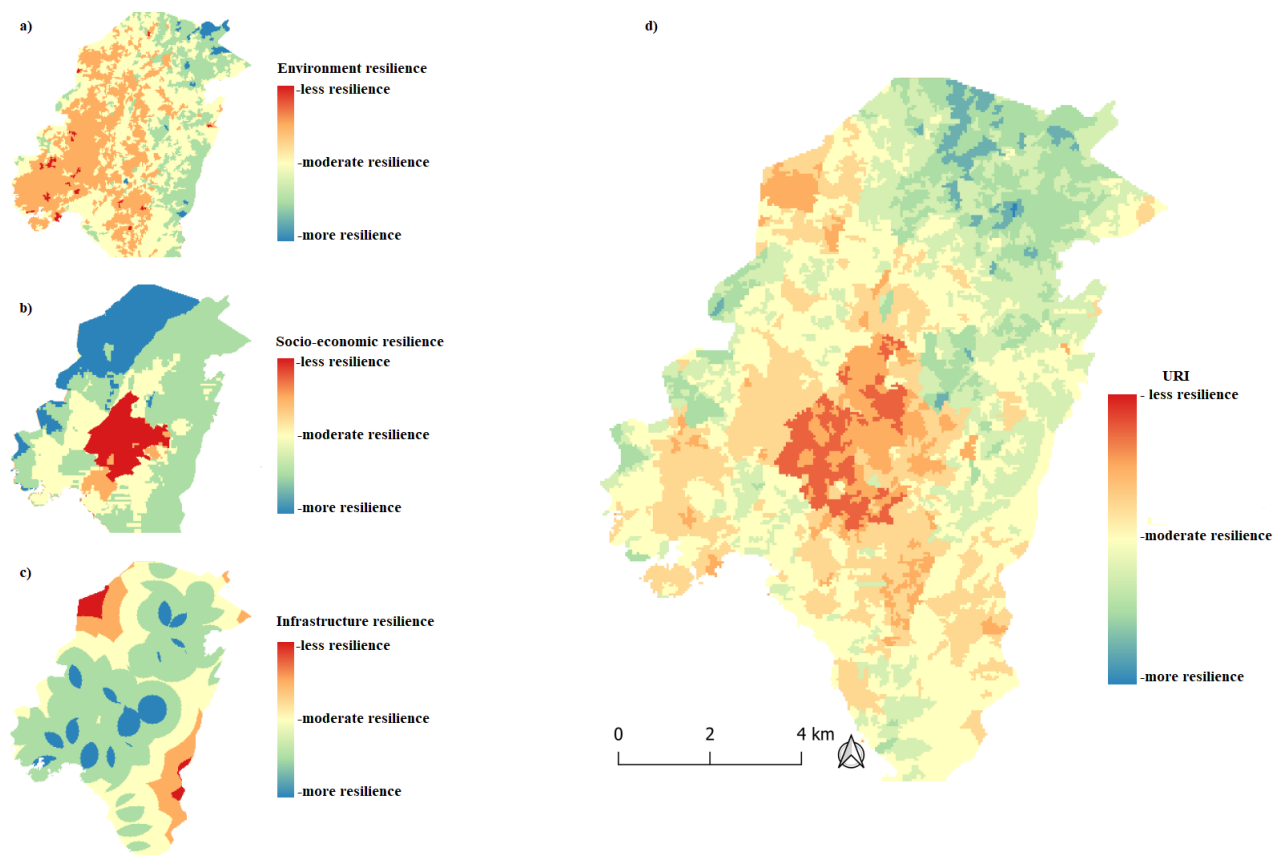 a)
Environment resilience
-less resilience
-moderate resilience
-more resilience
b)
Socio-economic resilience
-less resilience
-moderate resilience
-more resilience
c)
Infrastructure resilience
-less resilience
-moderate resilience
-more resilience
d)
URI
- less resilience
-moderate resilience
-more resilience
0 2 4 km